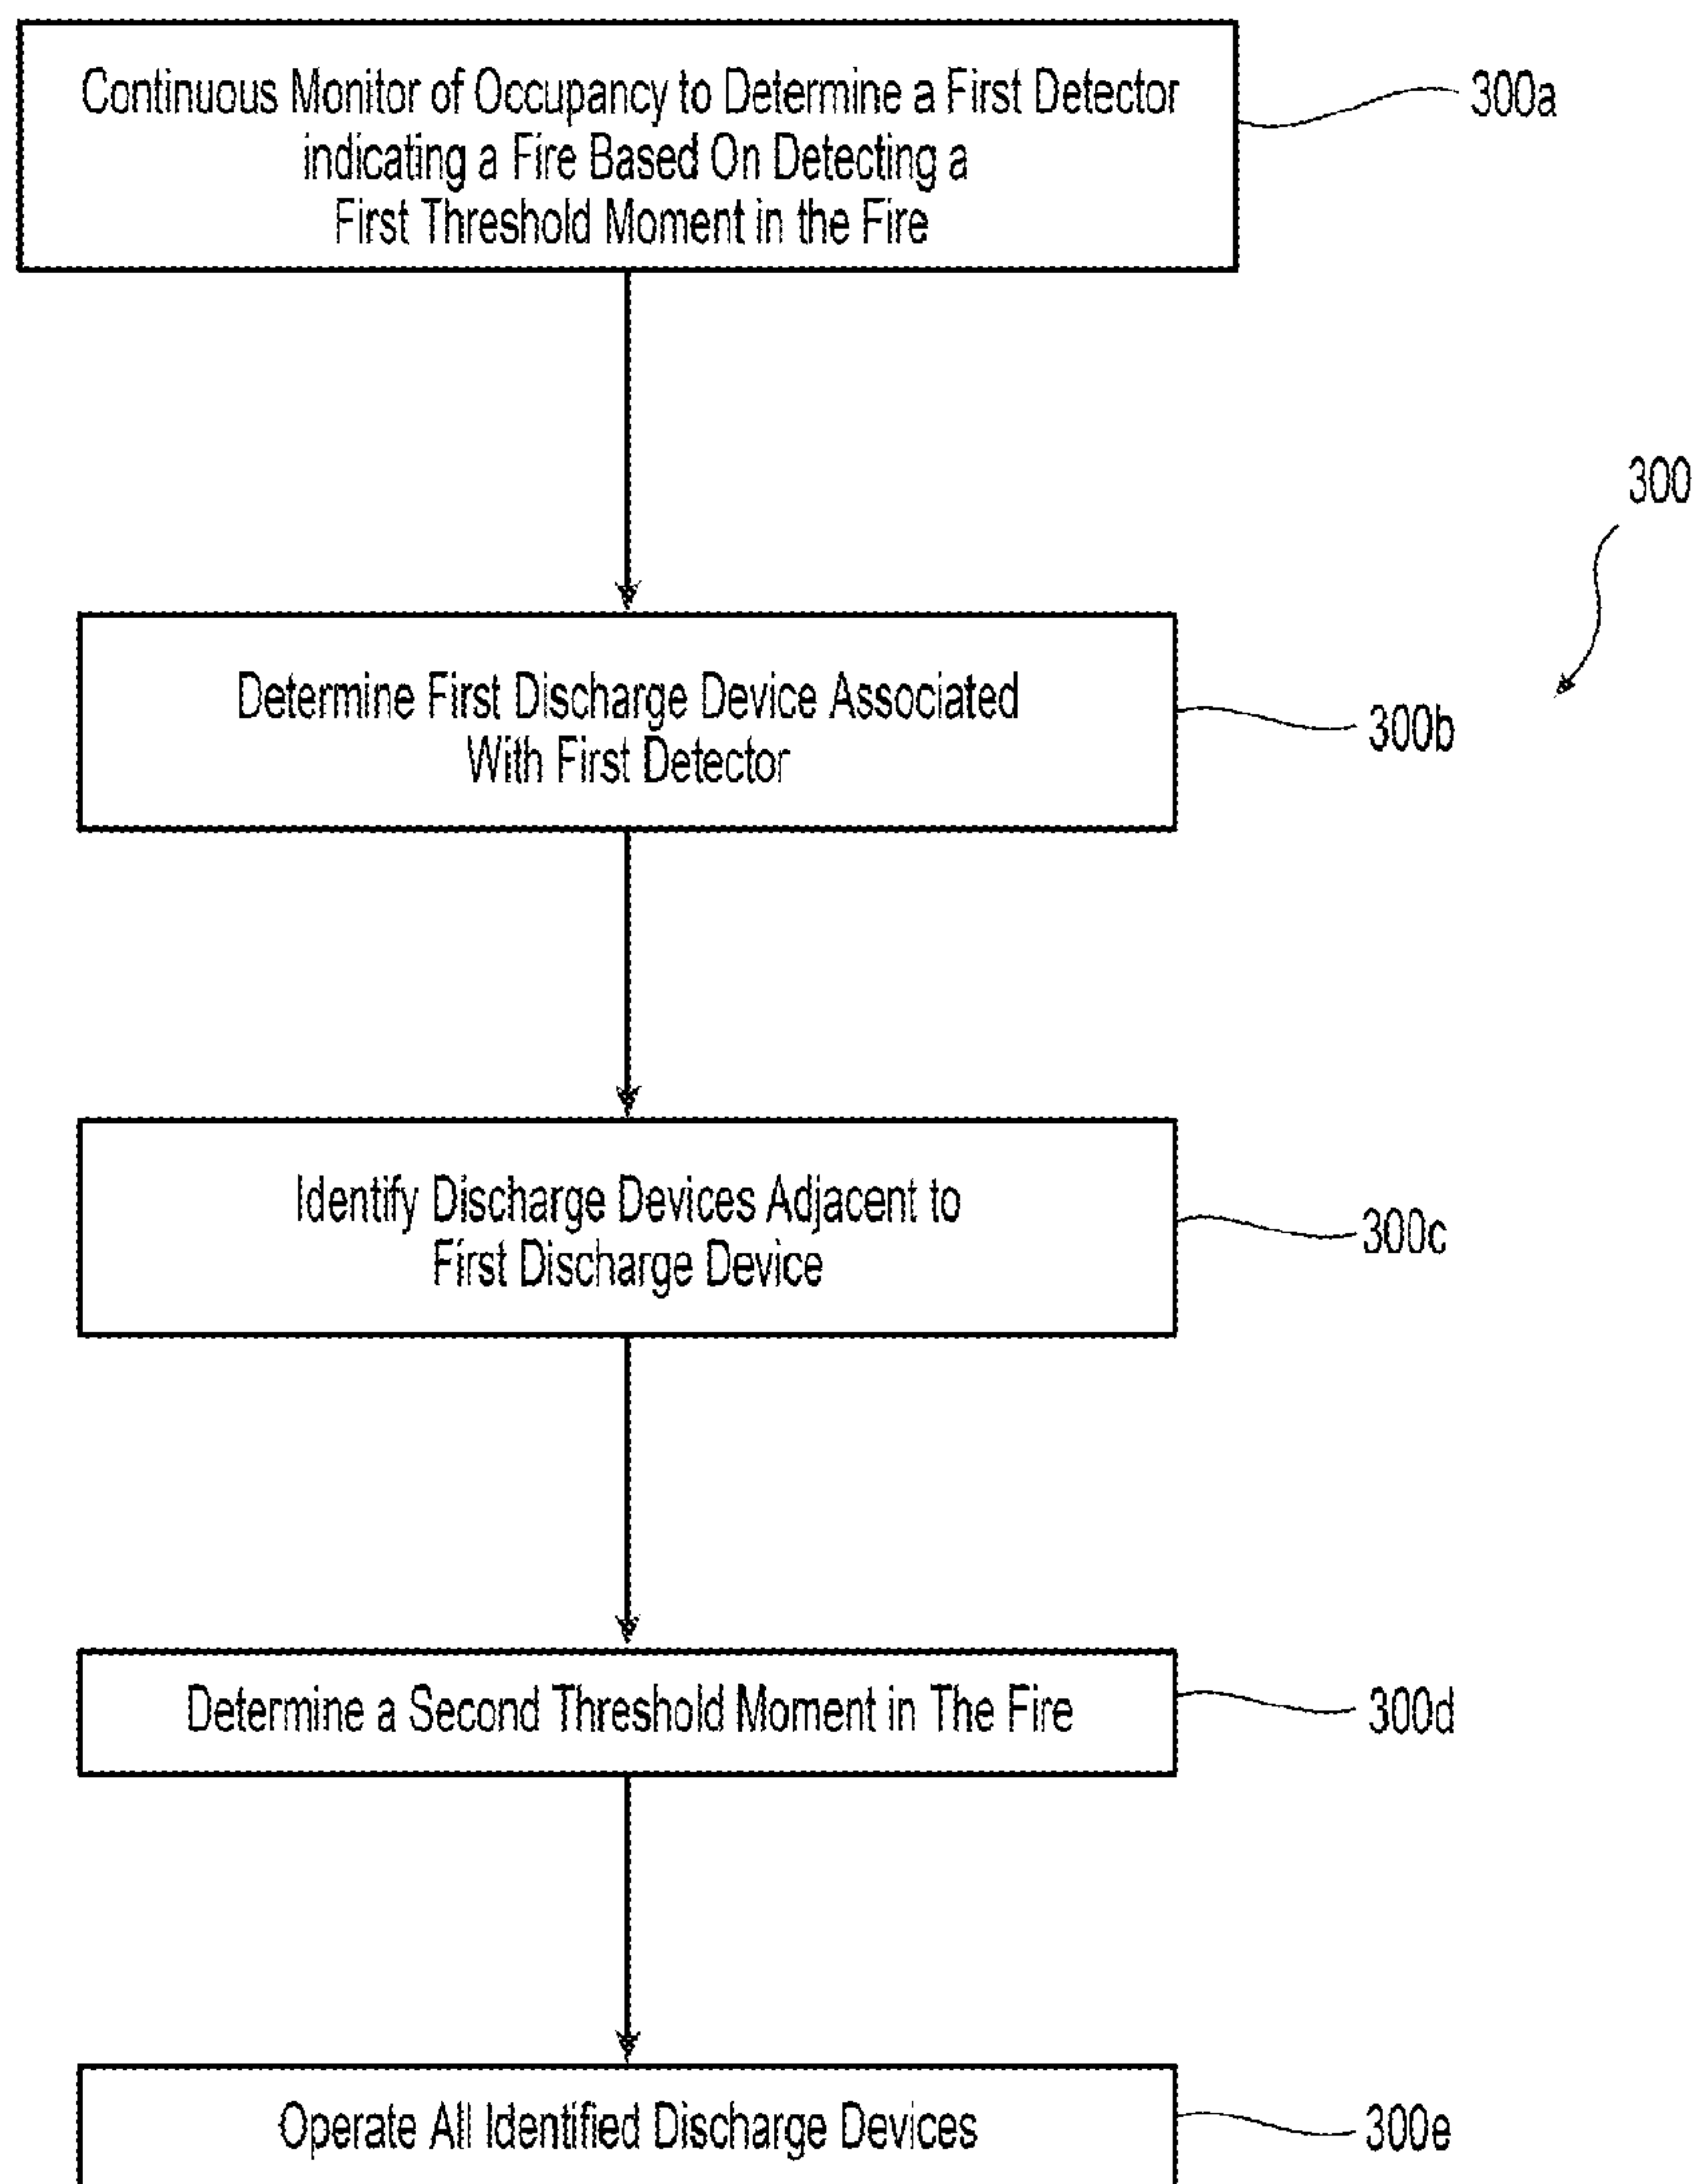 Continuous Monitor of Occupancy to Determine a First Detector
indicating a Fire Based On Detecting a
First Threshold Moment in the Fire
300a
300
Determine First Discharge Device Associated
With First Detector
300b
Identify Discharge Devices Adjacent to
First Discharge Device
300c
Determine a Second Threshold Moment in The Fire
300d
Operate All Identified Discharge Devices
300e